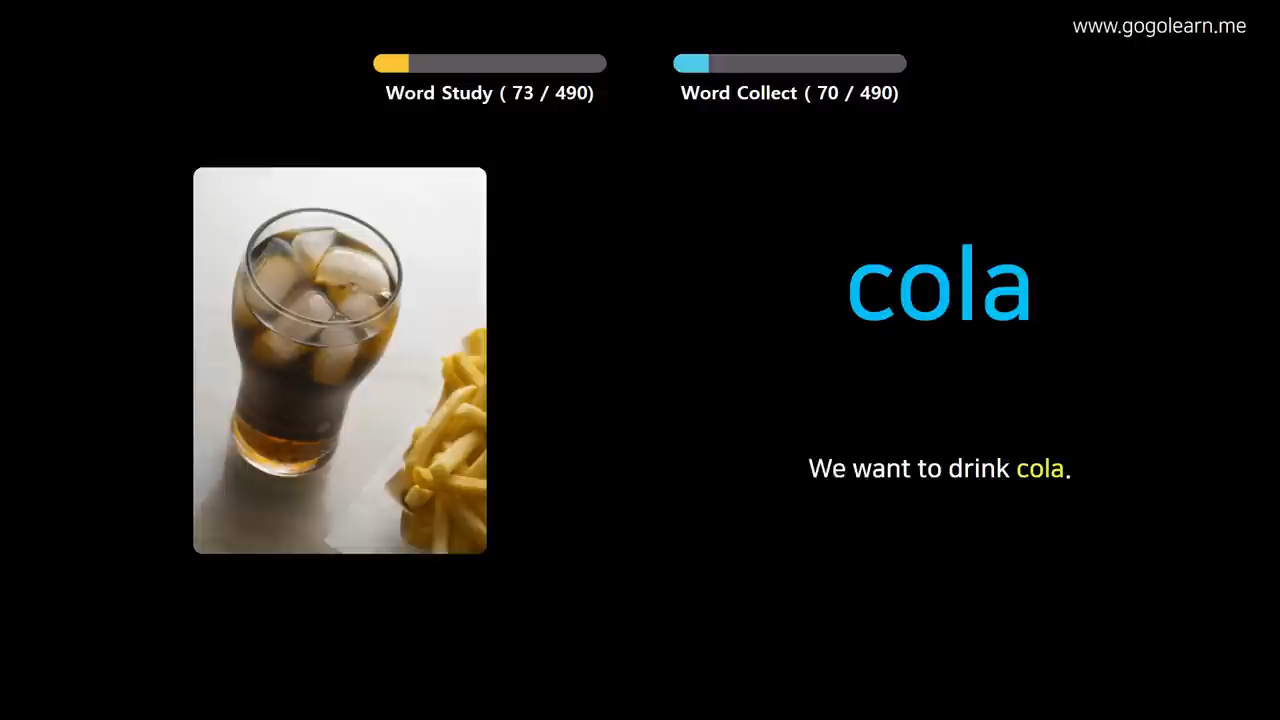 www.gogolearn.me
Word Study ( 73 / 490)
Word Collect ( 70 / 490)
cola
We want to drink cola.